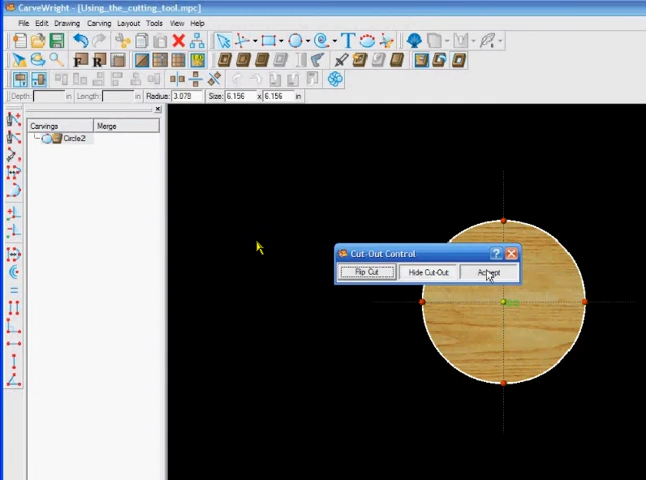 CarveWright - [Using_the_cutting_tool.mpc]
File Edit Drawing Carving Layout Tools View Help
Depth: in Length: in Radius: 3.078 Size: 6.156 x 6.156 in
Carvings Merge
Circle2
Cut-Out Control
Flip Cut Hide Cut-Out Accept